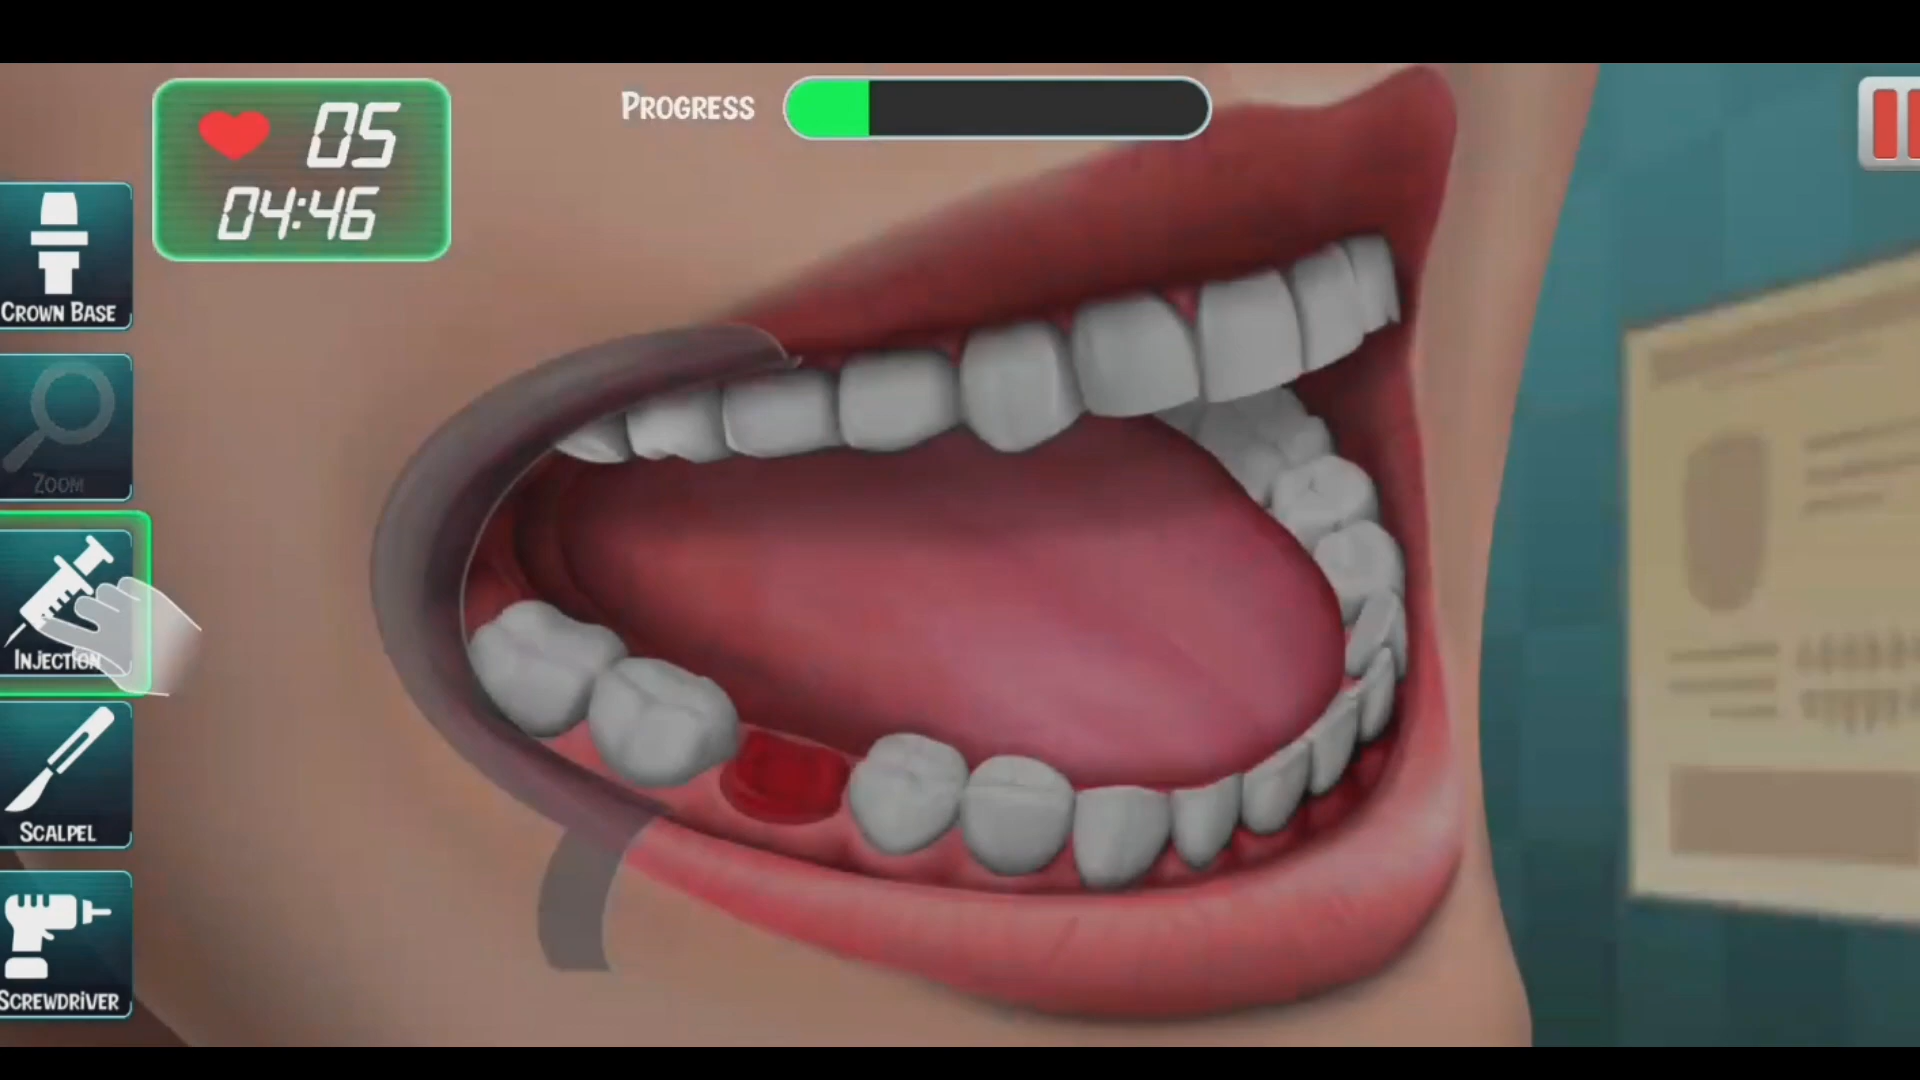 05
04:46
PROGRESS
CROWN BASE
ZOOM
INJECTION
SCALPEL
SCREWDRIVER